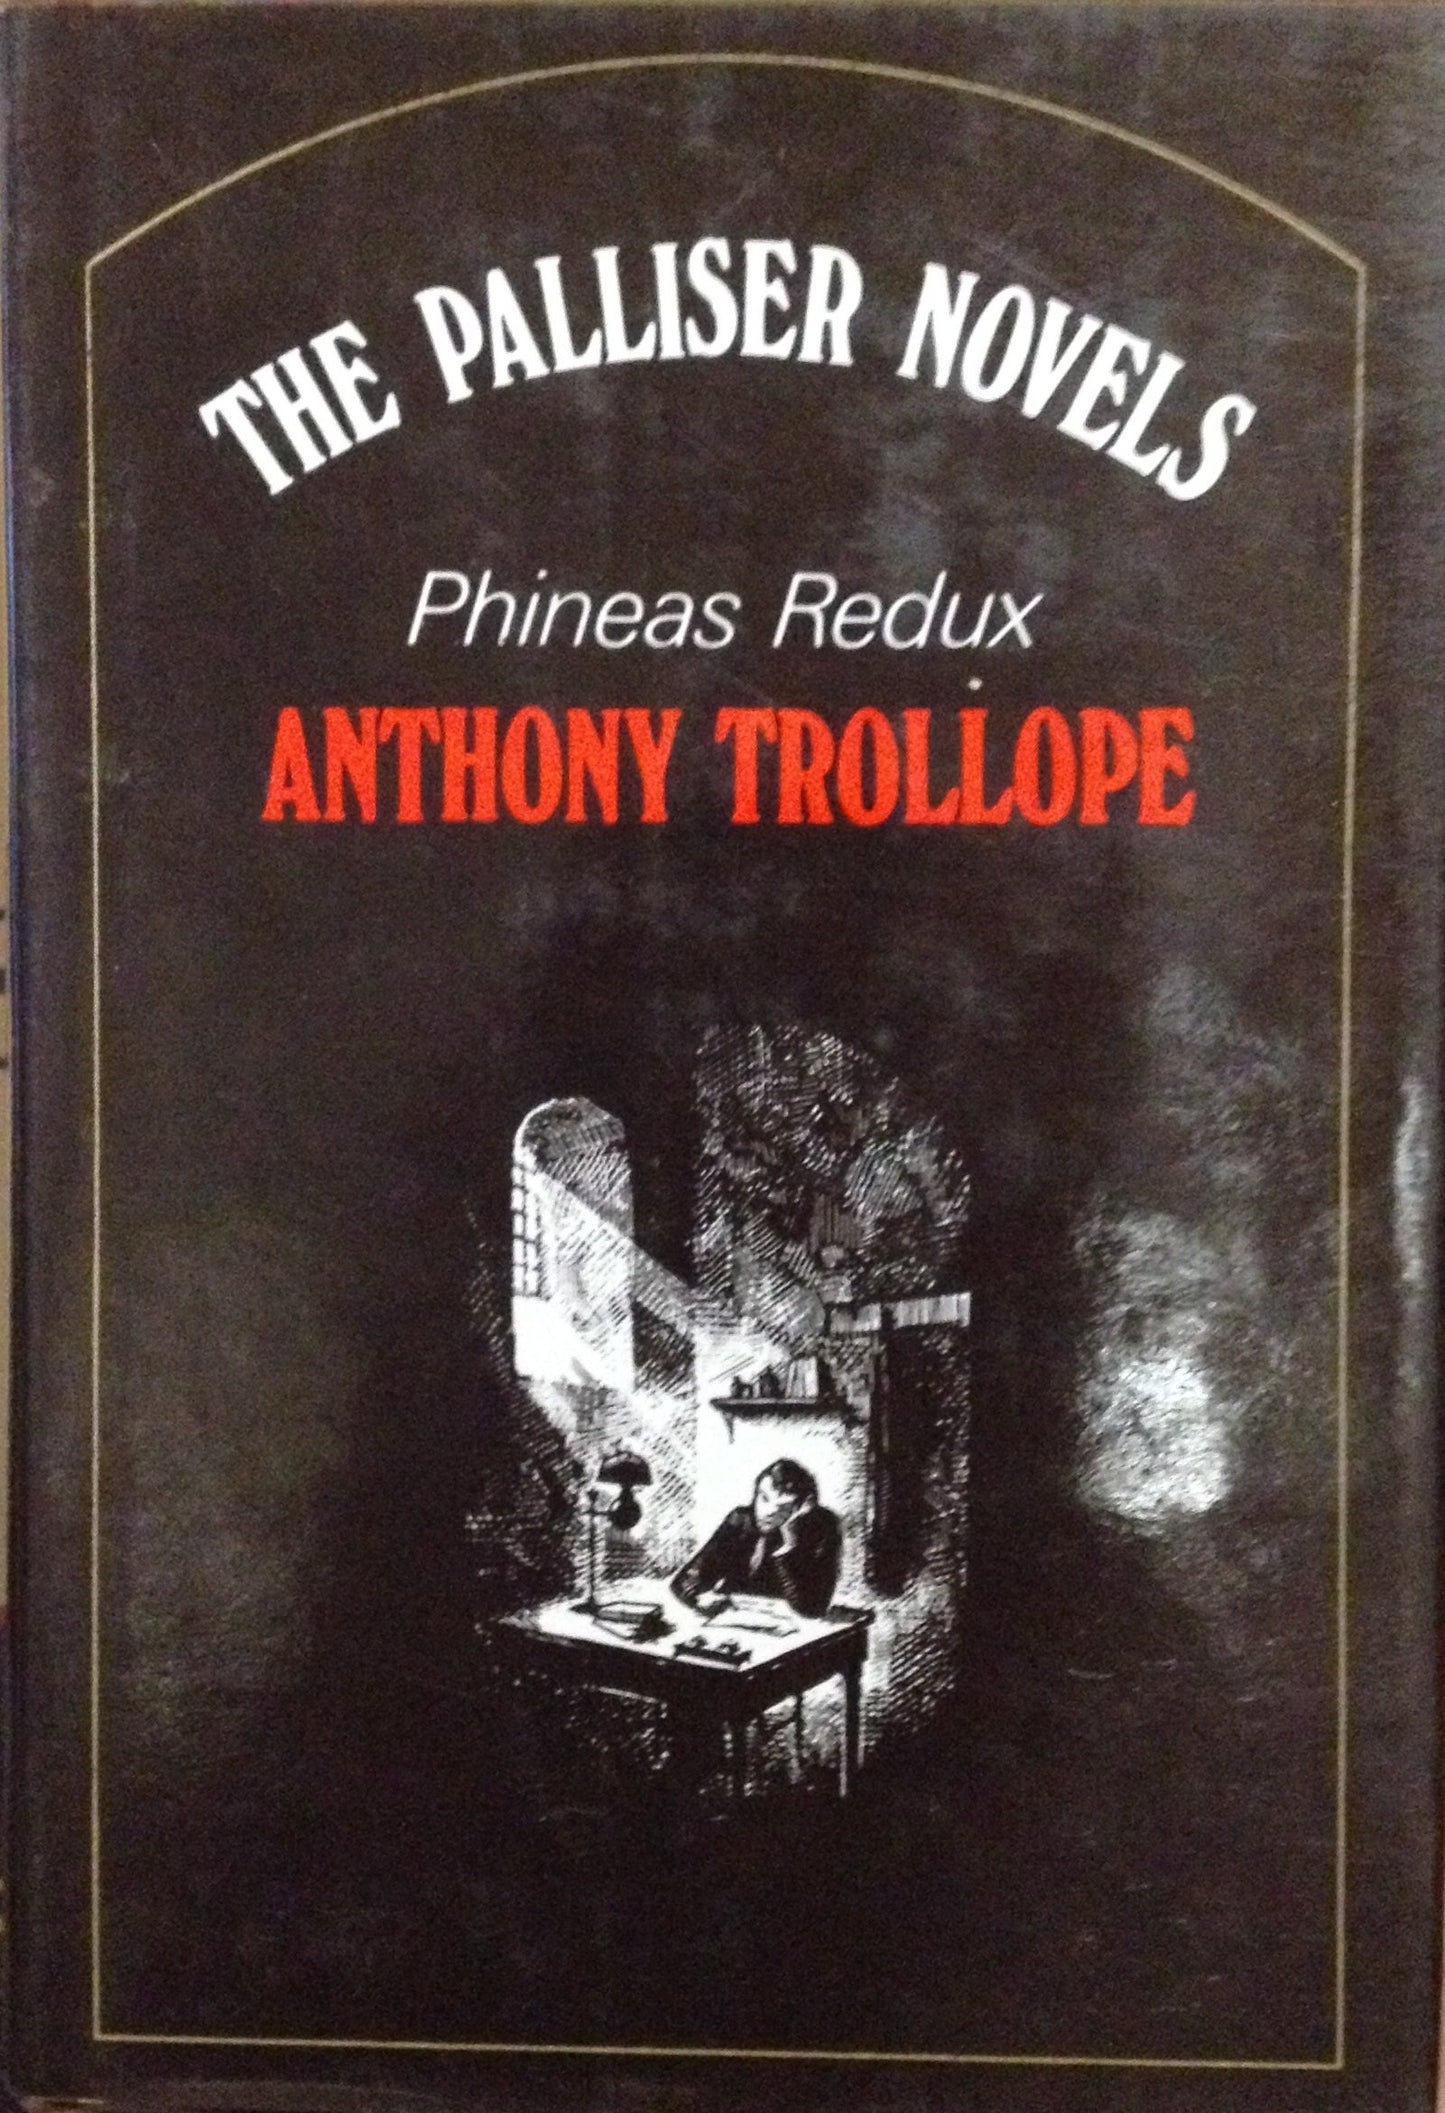 THE PALLISER NOVELS
Phineas Redux
ANTHONY TROLLOPE